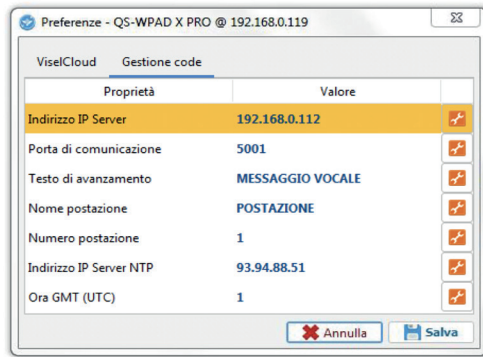 Preferenze - QS-WPAD X PRO @ 192.168.0.119
ViselCloud Gestione code
Proprietà Valore
Indirizzo IP Server 192.168.0.112
Porta di comunicazione 5001
Testo di avanzamento MESSAGGIO VOCALE
Nome postazione POSTAZIONE
Numero postazione 1
Indirizzo IP Server NTP 93.94.88.51
Ora GMT (UTC) 1
Annulla Salva